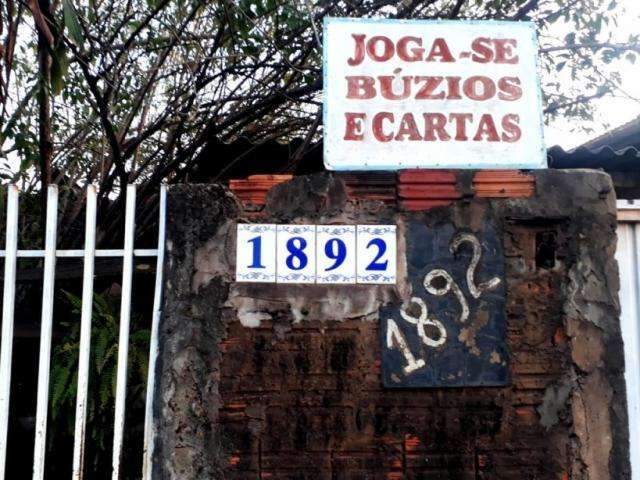 JOGA-SE
BÚZIOS
E CARTAS
1892
1892